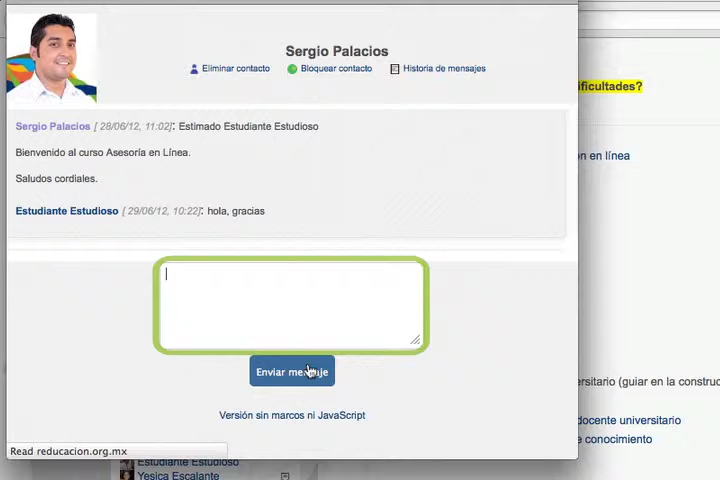 Sergio Palacios
Eliminar contacto Bloquear contacto Historia de mensajes
ificultades?
Sergio Palacios [ 28/06/12, 11:02]: Estimado Estudiante Estudioso
Bienvenido al curso Asesoría en Línea.
n en línea
Saludos cordiales.
Estudiante Estudioso [ 29/06/12, 10:22]: hola, gracias
Enviar mensaje
ersitario (guiar en la construc
Versión sin marcos ni JavaScript
docente universitario
e conocimiento
Read reducacion.org.mx
Estudiante Estudioso
Yesica Escalante